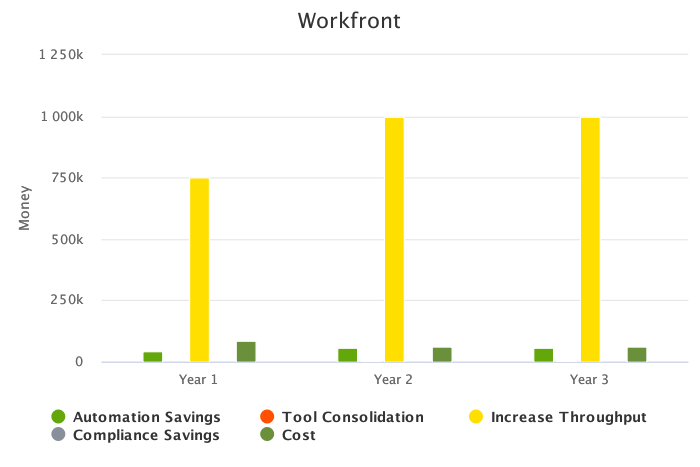 Workfront
1 250k
1 000k
750k
500k
250k
0
Money
Year 1 Year 2 Year 3
Automation Savings Tool Consolidation Increase Throughput
Compliance Savings Cost